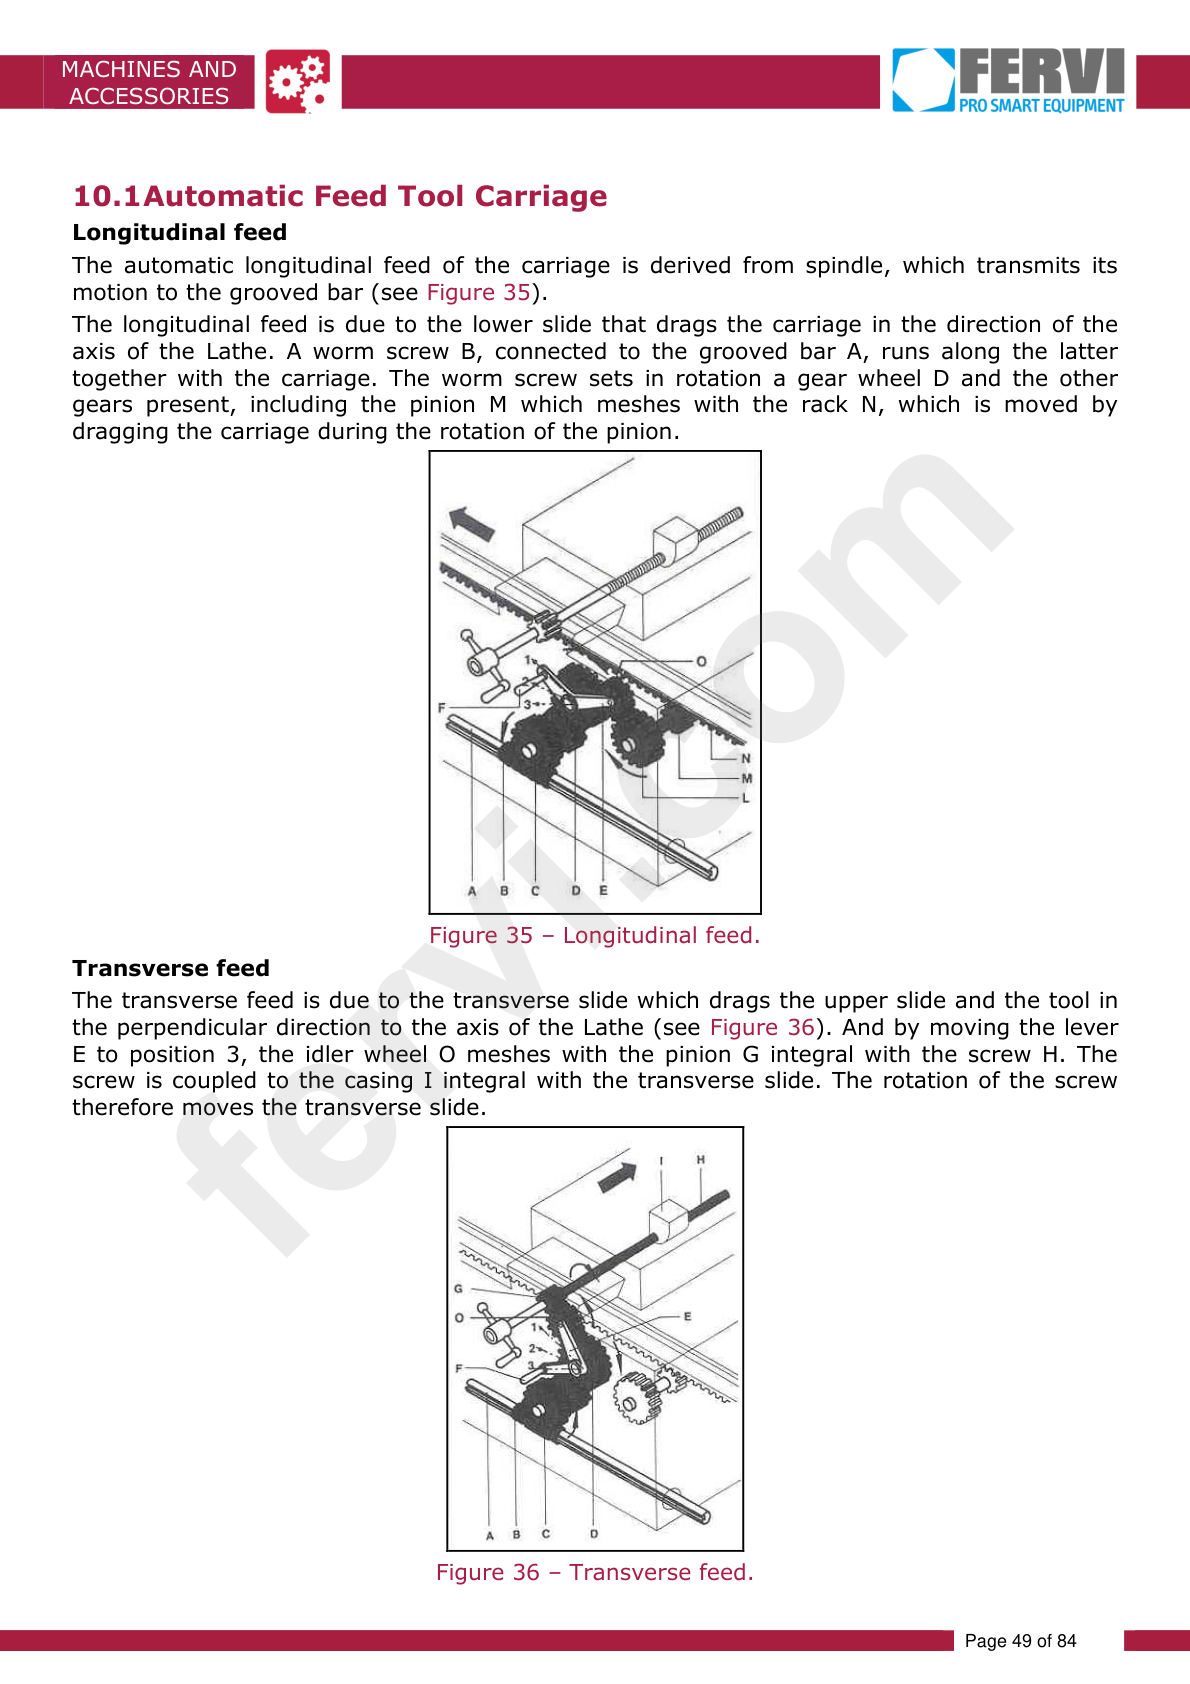 MACHINES AND
ACCESSORIES
FERVI
PRO SMART EQUIPMENT
10.1Automatic Feed Tool Carriage
Longitudinal feed
The automatic longitudinal feed of the carriage is derived from spindle, which transmits its
motion to the grooved bar (see Figure 35).
The longitudinal feed is due to the lower slide that drags the carriage in the direction of the
axis of the Lathe. A worm screw B, connected to the grooved bar A, runs along the latter
together with the carriage. The worm screw sets in rotation a gear wheel D and the other
gears present, including the pinion M which meshes with the rack N, which is moved by
dragging the carriage during the rotation of the pinion.
1
O
2
3
F
N
M
L
A B C D E
Figure 35 – Longitudinal feed.
Transverse feed
The transverse feed is due to the transverse slide which drags the upper slide and the tool in
the perpendicular direction to the axis of the Lathe (see Figure 36). And by moving the lever
E to position 3, the idler wheel O meshes with the pinion G integral with the screw H. The
screw is coupled to the casing I integral with the transverse slide. The rotation of the screw
therefore moves the transverse slide.
I H
G
O
E
1
2
3
F
A B C D
Figure 36 – Transverse feed.
fervi.com
Page 49 of 84